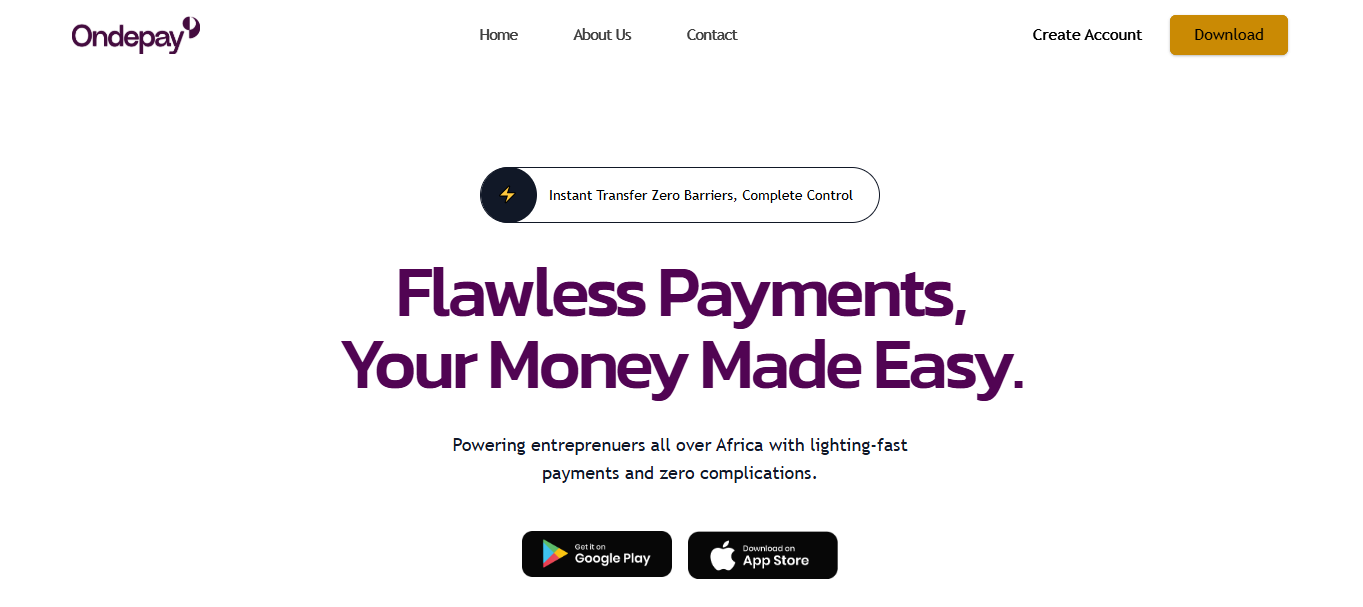 Ondepay
Home
About Us
Contact
Create Account
Download
Instant Transfer Zero Barriers, Complete Control
Flawless Payments,
Your Money Made Easy.
Powering entreprenuers all over Africa with lighting-fast
payments and zero complications.
Get it on
Google Play
Download on
App Store